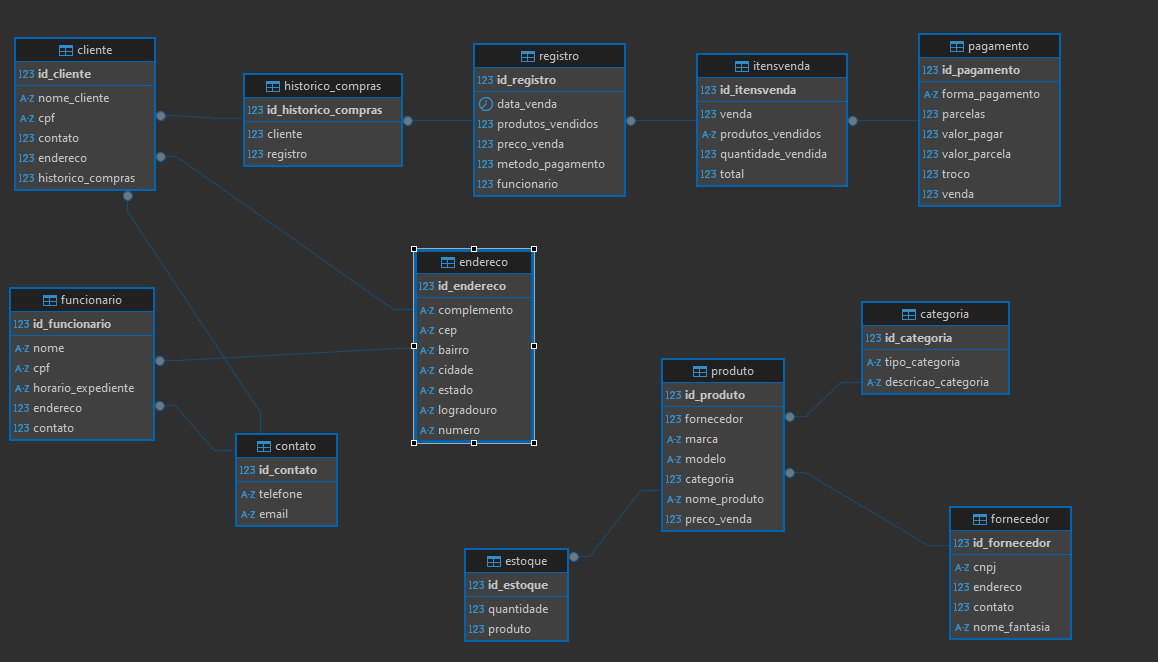 cliente
123 id_cliente
A-Z nome_cliente
A-Z cpf
123 contato
123 endereco
123 historico_compras
historico_compras
123 id_historico_compras
123 cliente
123 registro
registro
123 id_registro
data_venda
123 produtos_vendidos
123 preco_venda
123 metodo_pagamento
123 funcionario
itensvenda
123 id_itensvenda
123 venda
A-Z produtos_vendidos
123 quantidade_vendida
123 total
pagamento
123 id_pagamento
A-Z forma_pagamento
123 parcelas
123 valor_pagar
123 valor_parcela
123 troco
123 venda
funcionario
123 id_funcionario
A-Z nome
A-Z cpf
A-Z horario_expediente
123 endereco
123 contato
contato
123 id_contato
A-Z telefone
A-Z email
endereco
123 id_endereco
A-Z complemento
A-Z cep
A-Z bairro
A-Z cidade
A-Z estado
A-Z logradouro
A-Z numero
estoque
123 id_estoque
123 quantidade
123 produto
produto
123 id_produto
123 fornecedor
A-Z marca
A-Z modelo
123 categoria
A-Z nome_produto
123 preco_venda
categoria
123 id_categoria
A-Z tipo_categoria
A-Z descricao_categoria
fornecedor
123 id_fornecedor
A-Z cnpj
123 endereco
123 contato
A-Z nome_fantasia